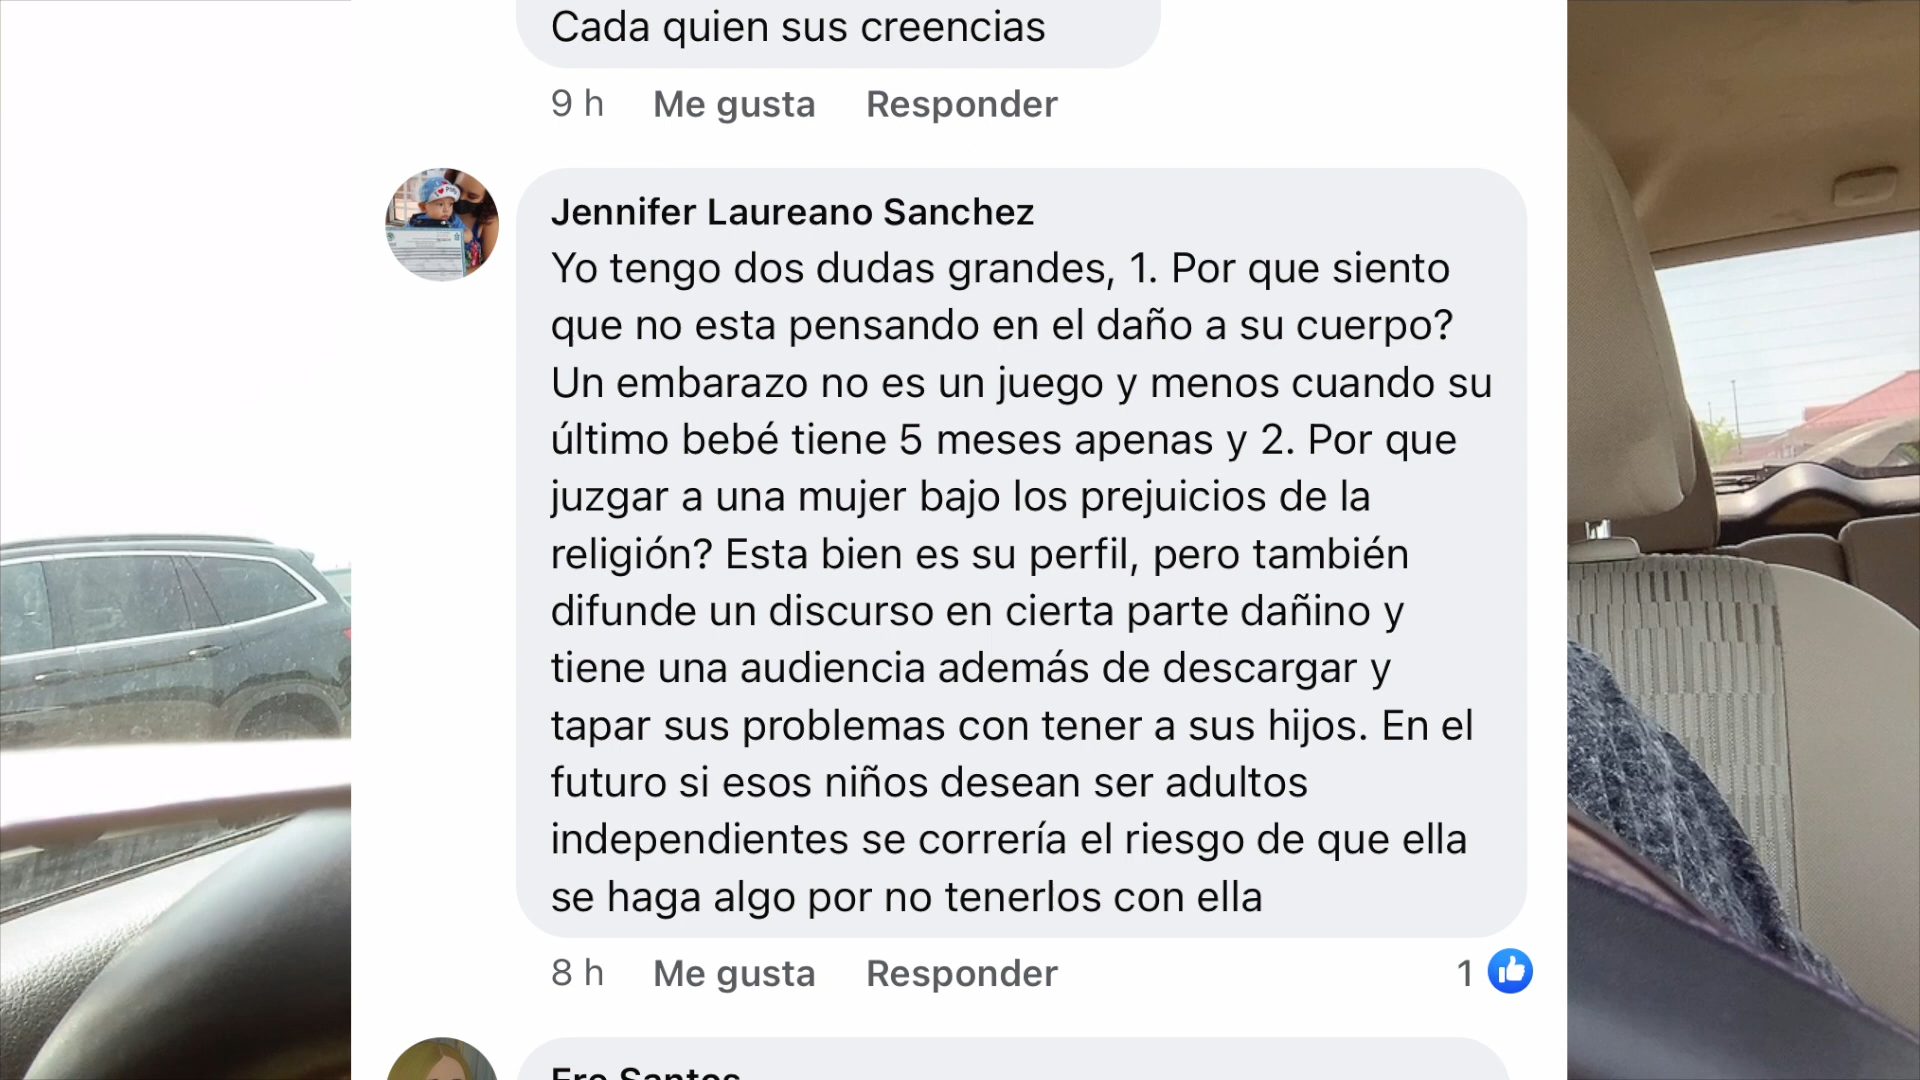 Cada quien sus creencias
9 h Me gusta Responder
Jennifer Laureano Sanchez
Yo tengo dos dudas grandes, 1. Por que siento
que no esta pensando en el daño a su cuerpo?
Un embarazo no es un juego y menos cuando su
último bebé tiene 5 meses apenas y 2. Por que
juzgar a una mujer bajo los prejuicios de la
religión? Esta bien es su perfil, pero también
difunde un discurso en cierta parte dañino y
tiene una audiencia además de descargar y
tapar sus problemas con tener a sus hijos. En el
futuro si esos niños desean ser adultos
independientes se correría el riesgo de que ella
se haga algo por no tenerlos con ella
8 h Me gusta Responder 1
Ere Santos